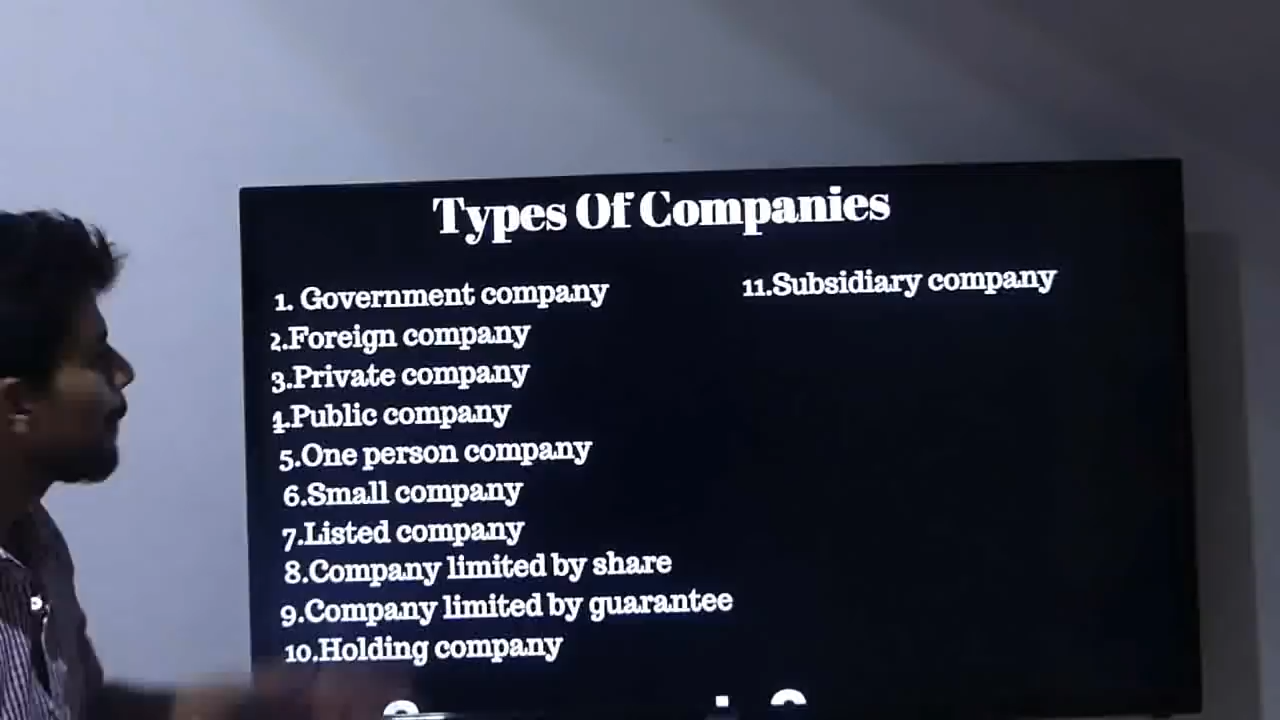 Types Of Companies
1. Government company
2.Foreign company
3.Private company
4.Public company
5.One person company
6.Small company
7.Listed company
8.Company limited by share
9.Company limited by guarantee
10.Holding company
11.Subsidiary company